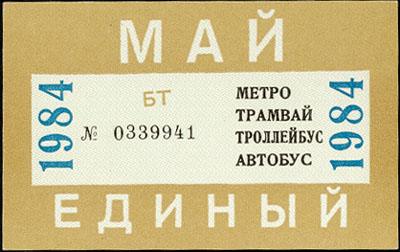 МАЙ
1984
БТ
№ 0339941
МЕТРО
ТРАМВАЙ
ТРОЛЛЕЙБУС
АВТОБУС
1984
ЕДИНЫЙ